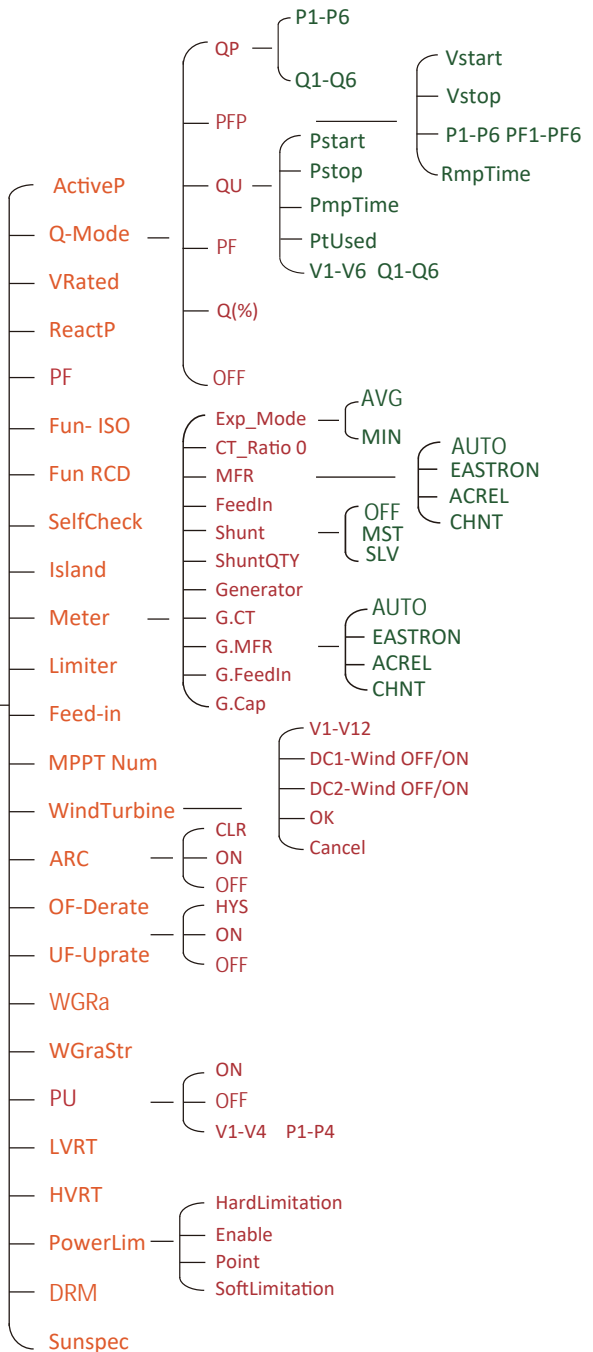 ActiveP
Q-Mode
VRated
ReactP
PF
Fun- ISO
Fun RCD
SelfCheck
Island
Meter
Limiter
Feed-in
MPPT Num
WindTurbine
ARC
OF-Derate
UF-Uprate
WGRa
WGraStr
PU
LVRT
HVRT
PowerLim
DRM
Sunspec
QP
PFP
QU
PF
Q(%)
OFF
P1-P6
Q1-Q6
Vstart
Vstop
P1-P6 PF1-PF6
RmpTime
Pstart
Pstop
PmpTime
PtUsed
V1-V6 Q1-Q6
Exp_Mode
CT_Ratio 0
MFR
FeedIn
Shunt
ShuntQTY
Generator
G.CT
G.MFR
G.FeedIn
G.Cap
AVG
MIN
AUTO
EASTRON
ACREL
CHNT
OFF
MST
SLV
AUTO
EASTRON
ACREL
CHNT
V1-V12
DC1-Wind OFF/ON
DC2-Wind OFF/ON
OK
Cancel
CLR
ON
OFF
HYS
ON
OFF
ON
OFF
V1-V4 P1-P4
HardLimitation
Enable
Point
SoftLimitation